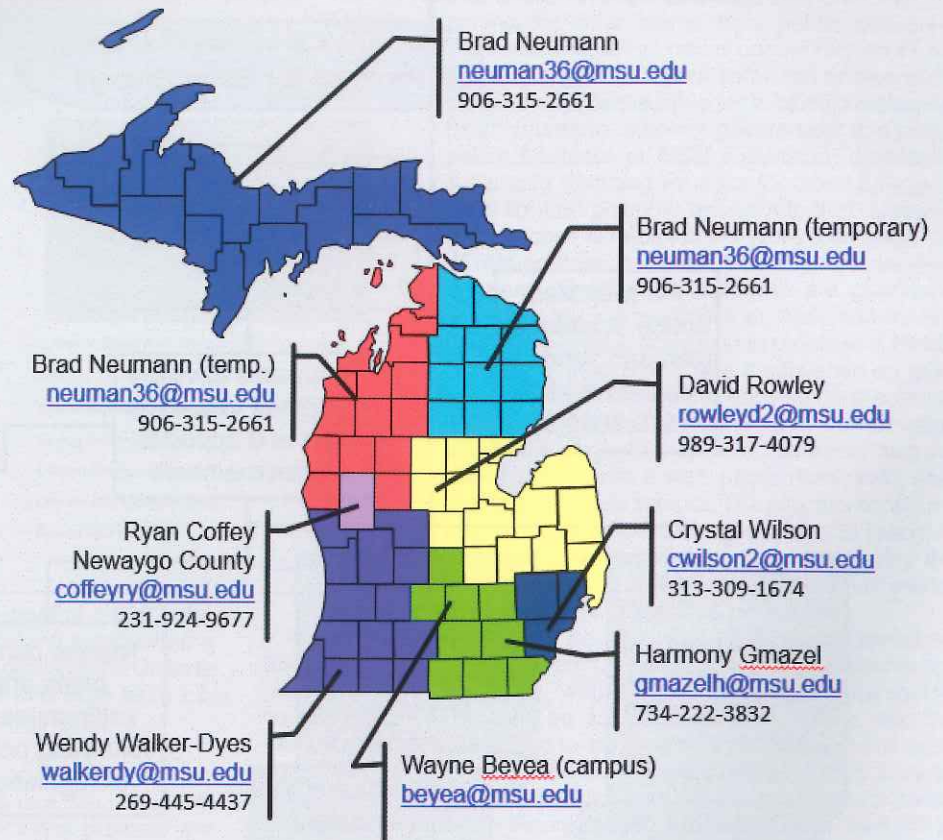 Brad Neumann
neuman36@msu.edu
906-315-2661
Brad Neumann (temporary)
neuman36@msu.edu
906-315-2661
Brad Neumann (temp.)
neuman36@msu.edu
906-315-2661
David Rowley
rowleyd2@msu.edu
989-317-4079
Ryan Coffey
Newaygo County
coffeyry@msu.edu
231-924-9677
Crystal Wilson
cwilson2@msu.edu
313-309-1674
Harmony Gmazel
gmazelh@msu.edu
734-222-3832
Wendy Walker-Dyes
walkerdy@msu.edu
269-445-4437
Wayne Beyea (campus)
beyea@msu.edu